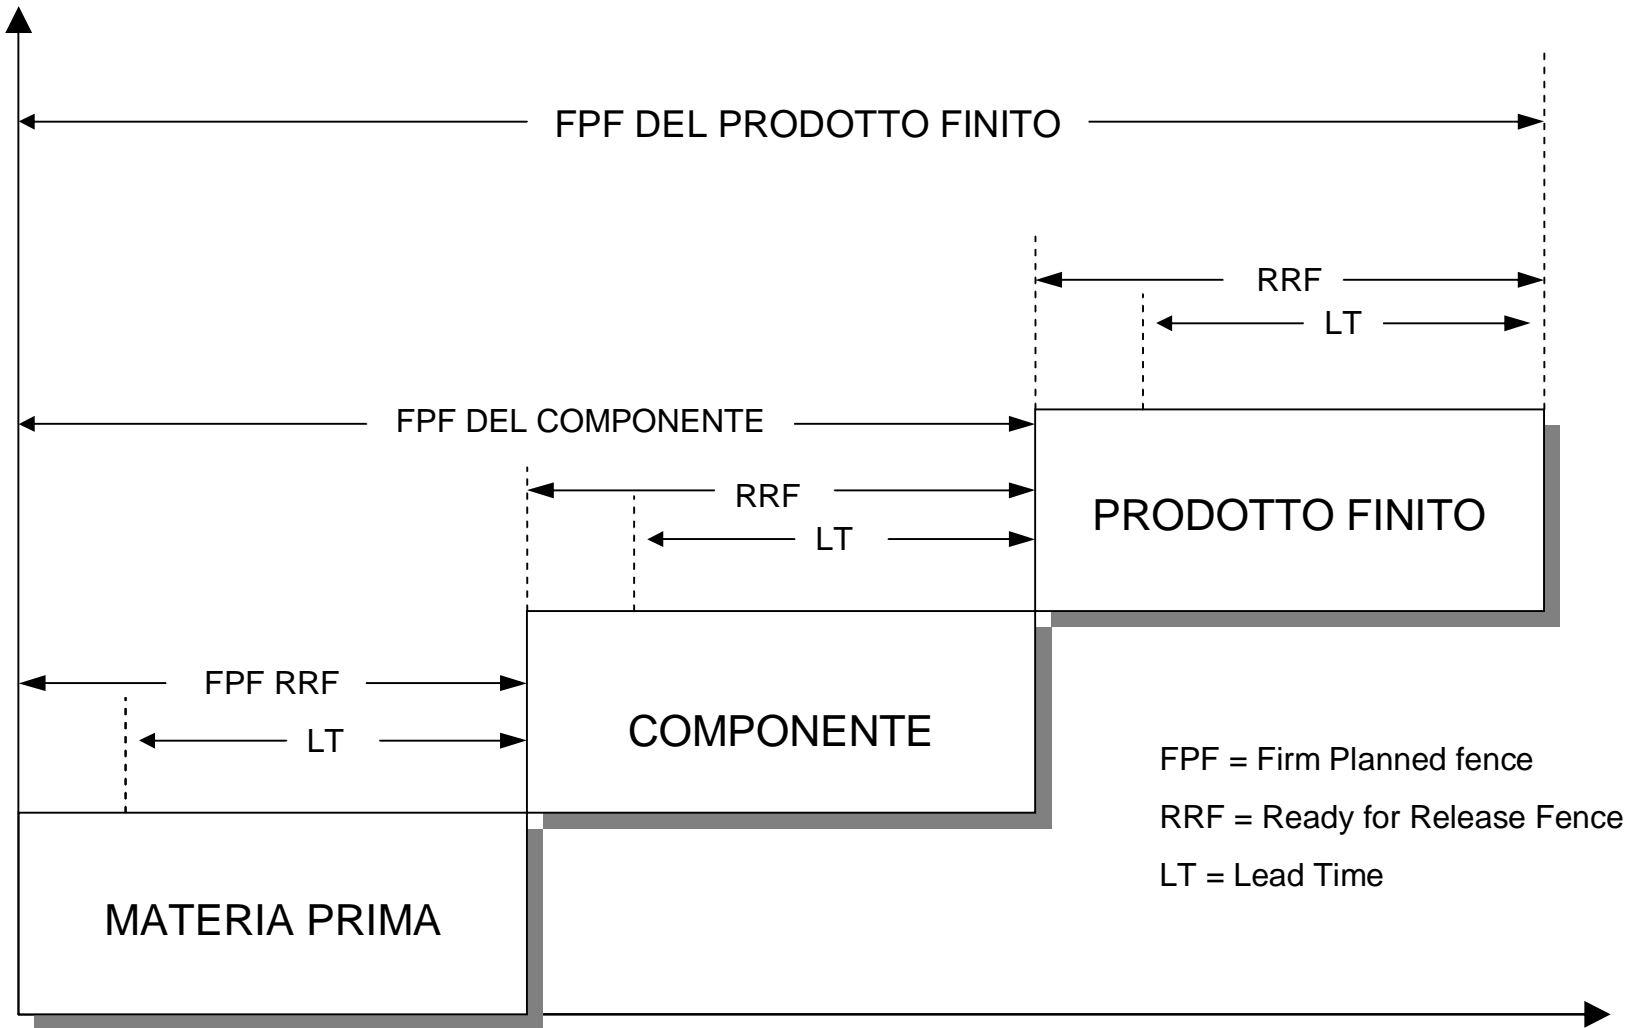 FPF DEL PRODOTTO FINITO
RRF
LT
FPF DEL COMPONENTE
RRF
LT
PRODOTTO FINITO
FPF RRF
LT
COMPONENTE
FPF = Firm Planned fence
RRF = Ready for Release Fence
LT = Lead Time
MATERIA PRIMA